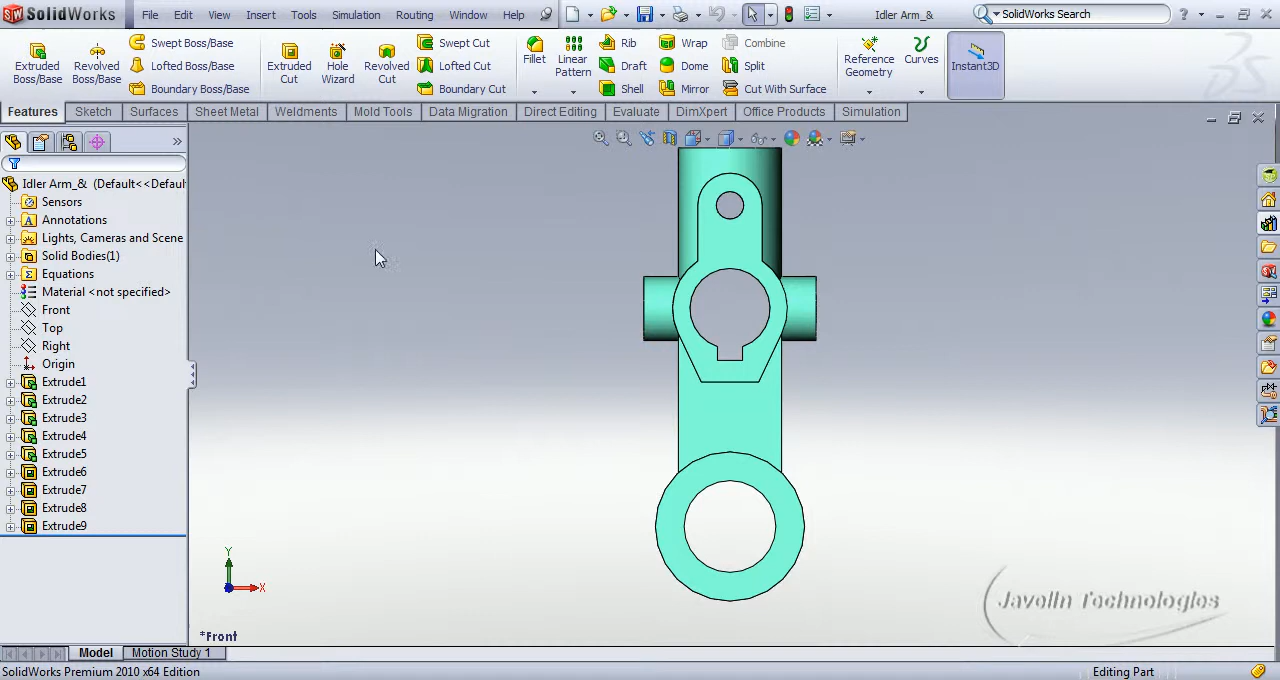 SolidWorks File Edit View Insert Tools Simulation Routing Window Help Idler Arm_& SolidWorks Search
Extruded Boss/Base
Revolved Boss/Base
Swept Boss/Base
Lofted Boss/Base
Boundary Boss/Base
Extruded Cut
Hole Wizard
Revolved Cut
Swept Cut
Lofted Cut
Boundary Cut
Fillet
Linear Pattern
Rib
Draft
Shell
Wrap
Dome
Mirror
Combine
Split
Cut With Surface
Reference Geometry
Curves
Instant3D
Features Sketch Surfaces Sheet Metal Weldments Mold Tools Data Migration Direct Editing Evaluate DimXpert Office Products Simulation
Idler Arm_& (Default<<Defaul
Sensors
Annotations
Lights, Cameras and Scene
Solid Bodies(1)
Equations
Material <not specified>
Front
Top
Right
Origin
Extrude1
Extrude2
Extrude3
Extrude4
Extrude5
Extrude6
Extrude7
Extrude8
Extrude9
Y
X
*Front
Javelin Technologies
Model Motion Study 1
SolidWorks Premium 2010 x64 Edition Editing Part